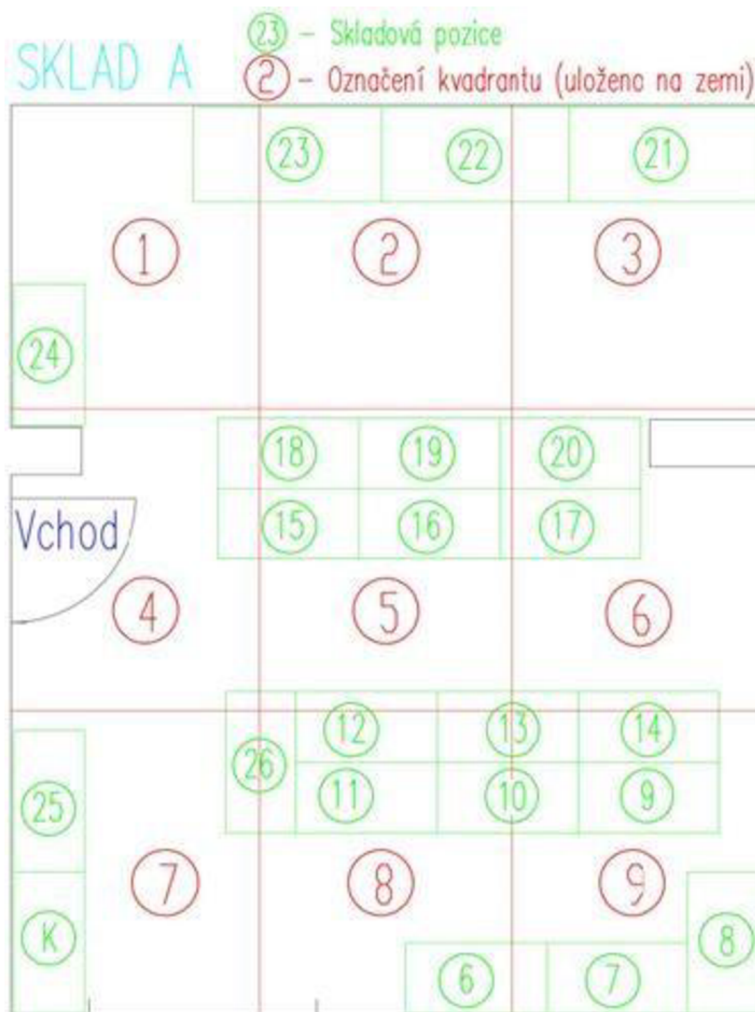 SKLAD A
23 – Skladová pozice
2 – Označení kvadrantu (uloženo na zemi)
23 22 21
1 2 3
24
18 19 20
Vchod 15 16 17
4 5 6
12 13 14
26
25 11 10 9
7 8 9
K 8
6 7